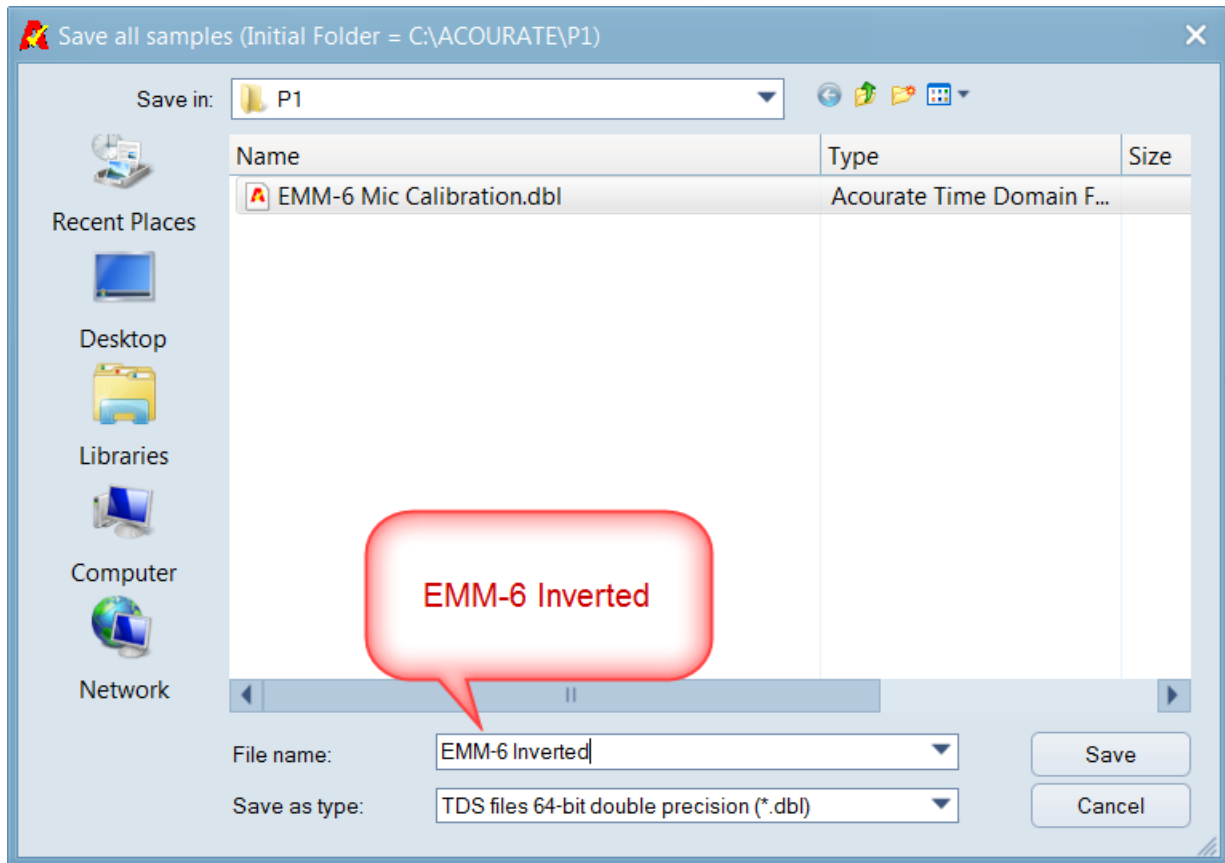 Save all samples (Initial Folder = C:\ACOURATE\P1)
Save in:
P1
Name
Type
Size
EMM-6 Mic Calibration.dbl
Acourate Time Domain F...
Recent Places
Desktop
Libraries
Computer
Network
EMM-6 Inverted
File name:
EMM-6 Inverted
Save
Save as type:
TDS files 64-bit double precision (*.dbl)
Cancel